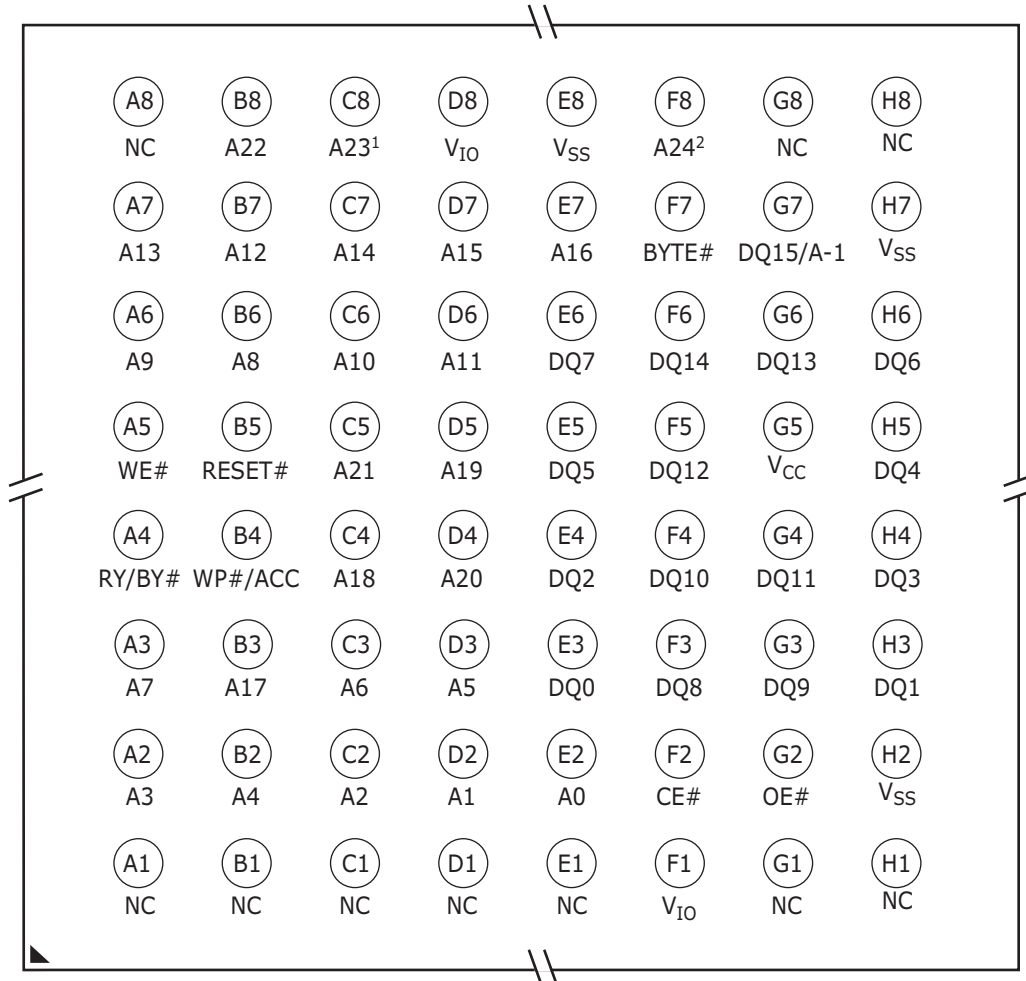 A8 B8 C8 D8 E8 F8 G8 H8
NC A22 A23¹ V_IO V_SS A24² NC NC
A7 B7 C7 D7 E7 F7 G7 H7
A13 A12 A14 A15 A16 BYTE# DQ15/A-1 V_SS
A6 B6 C6 D6 E6 F6 G6 H6
A9 A8 A10 A11 DQ7 DQ14 DQ13 DQ6
A5 B5 C5 D5 E5 F5 G5 H5
WE# RESET# A21 A19 DQ5 DQ12 V_CC DQ4
A4 B4 C4 D4 E4 F4 G4 H4
RY/BY# WP#/ACC A18 A20 DQ2 DQ10 DQ11 DQ3
A3 B3 C3 D3 E3 F3 G3 H3
A7 A17 A6 A5 DQ0 DQ8 DQ9 DQ1
A2 B2 C2 D2 E2 F2 G2 H2
A3 A4 A2 A1 A0 CE# OE# V_SS
A1 B1 C1 D1 E1 F1 G1 H1
NC NC NC NC NC V_IO NC NC